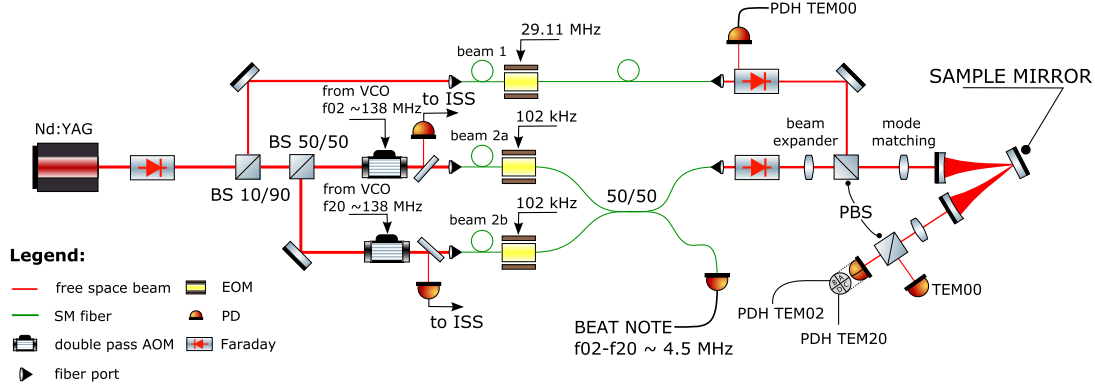 PDH TEM00
29.11 MHz
beam 1
SAMPLE MIRROR
from VCO
f02 ~138 MHz
to ISS
Nd:YAG
102 kHz
beam
expander
mode
matching
BS 50/50
beam 2a
BS 10/90
from VCO
f20 ~138 MHz
102 kHz
50/50
PBS
beam 2b
Legend:
free space beam
EOM
SM fiber
PD
double pass AOM
Faraday
fiber port
to ISS
BEAT NOTE
f02-f20 ~ 4.5 MHz
B A
D C
TEM00
PDH TEM02
PDH TEM20